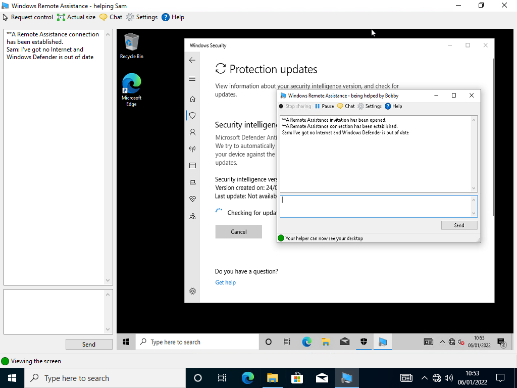 Windows Remote Assistance - helping Sam
Request control
Actual size
Chat
Settings
Help
**A Remote Assistance connection
has been established.
Sam: I've got no Internet and
Windows Defender is out of date
Send
Viewing the screen
Recycle Bin
Microsoft
Edge
Windows Security
Protection updates
View information about your security intelligence version, and check for
updates.
Security intelligen
Microsoft Defender Anti
We try to automatically
your device against the
updates.
Security intelligence vers
Version created on: 24/0
Last update: Not availab
Checking for upda
Cancel
Do you have a question?
Get help
Windows Remote Assistance - being helped by Bobby
Stop sharing
Pause
Chat
Settings
Help
**A Remote Assistance invitation has been opened.
**A Remote Assistance connection has been established.
Sam: I've got no Internet and Windows Defender is out of date
Send
Your helper can now see your desktop
Type here to search
10:53
06/01/2022
Type here to search
10:53
06/01/2022